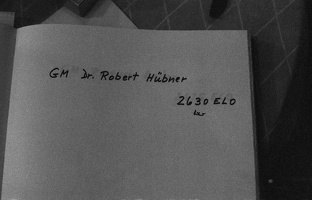 GM Dr. Robert Hübner
2630 ELO